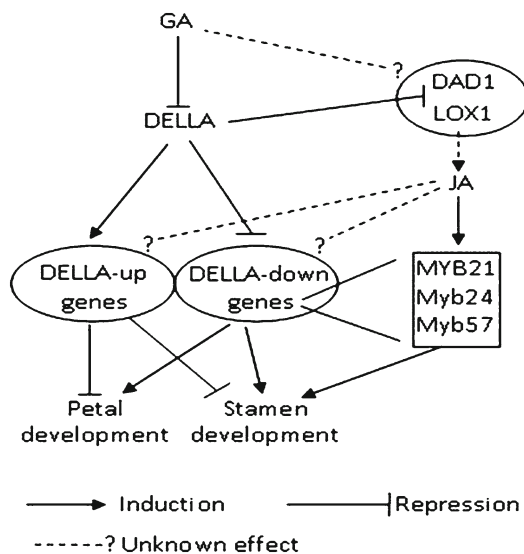 GA
?
DAD1
LOX1
DELLA
JA
?
?
DELLA-up
genes
DELLA-down
genes
MYB21
Myb24
Myb57
Petal
development
Stamen
development
Induction
Repression
? Unknown effect